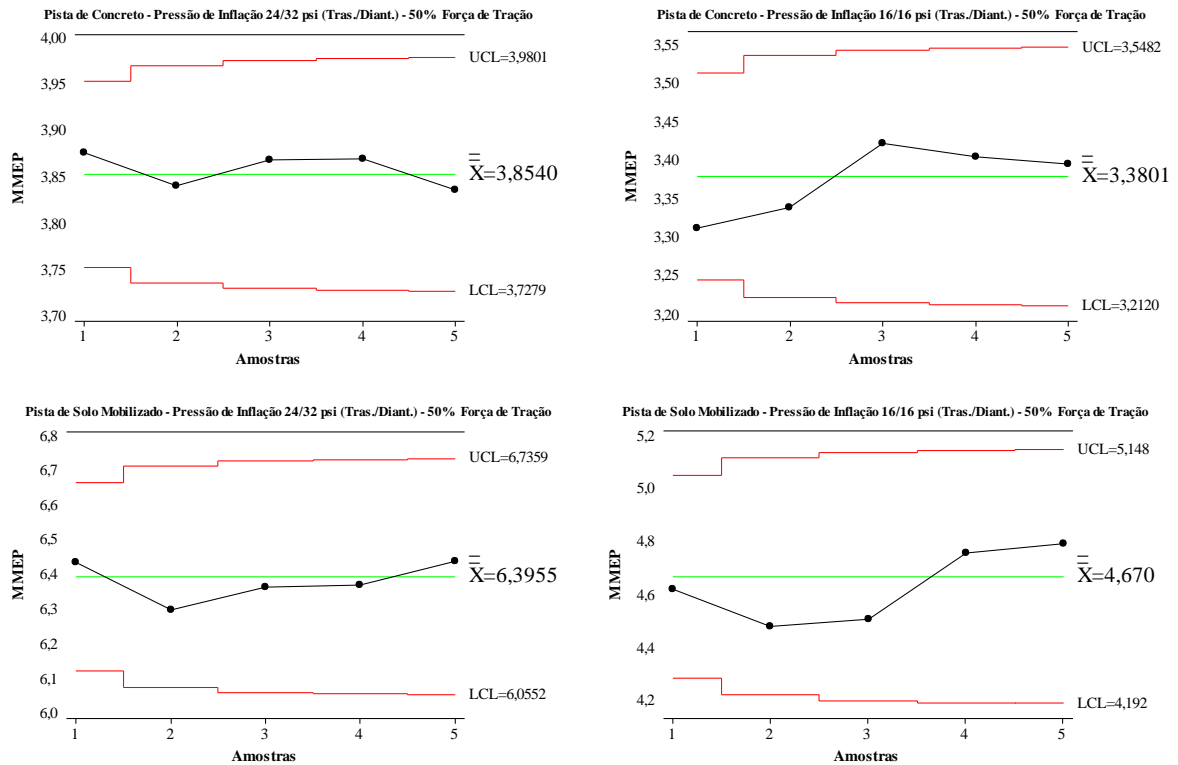 Pista de Concreto - Pressão de Inflação 24/32 psi (Tras./Diant.) - 50% Força de Tração
4,00
3,95
3,90
3,85
3,80
3,75
3,70
MMEP
UCL=3,9801
X=3,8540
LCL=3,7279
1 2 3 4 5
Amostras
Pista de Concreto - Pressão de Inflação 16/16 psi (Tras./Diant.) - 50% Força de Tração
3,55
3,50
3,45
3,40
3,35
3,30
3,25
3,20
MMEP
UCL=3,5482
X=3,3801
LCL=3,2120
1 2 3 4 5
Amostras
Pista de Solo Mobilizado - Pressão de Inflação 24/32 psi (Tras./Diant.) - 50% Força de Tração
6,8
6,7
6,6
6,5
6,4
6,3
6,2
6,1
6,0
MMEP
UCL=6,7359
X=6,3955
LCL=6,0552
1 2 3 4 5
Amostras
Pista de Solo Mobilizado - Pressão de Inflação 16/16 psi (Tras./Diant.) - 50% Força de Tração
5,2
5,0
4,8
4,6
4,4
4,2
MMEP
UCL=5,148
X=4,670
LCL=4,192
1 2 3 4 5
Amostras